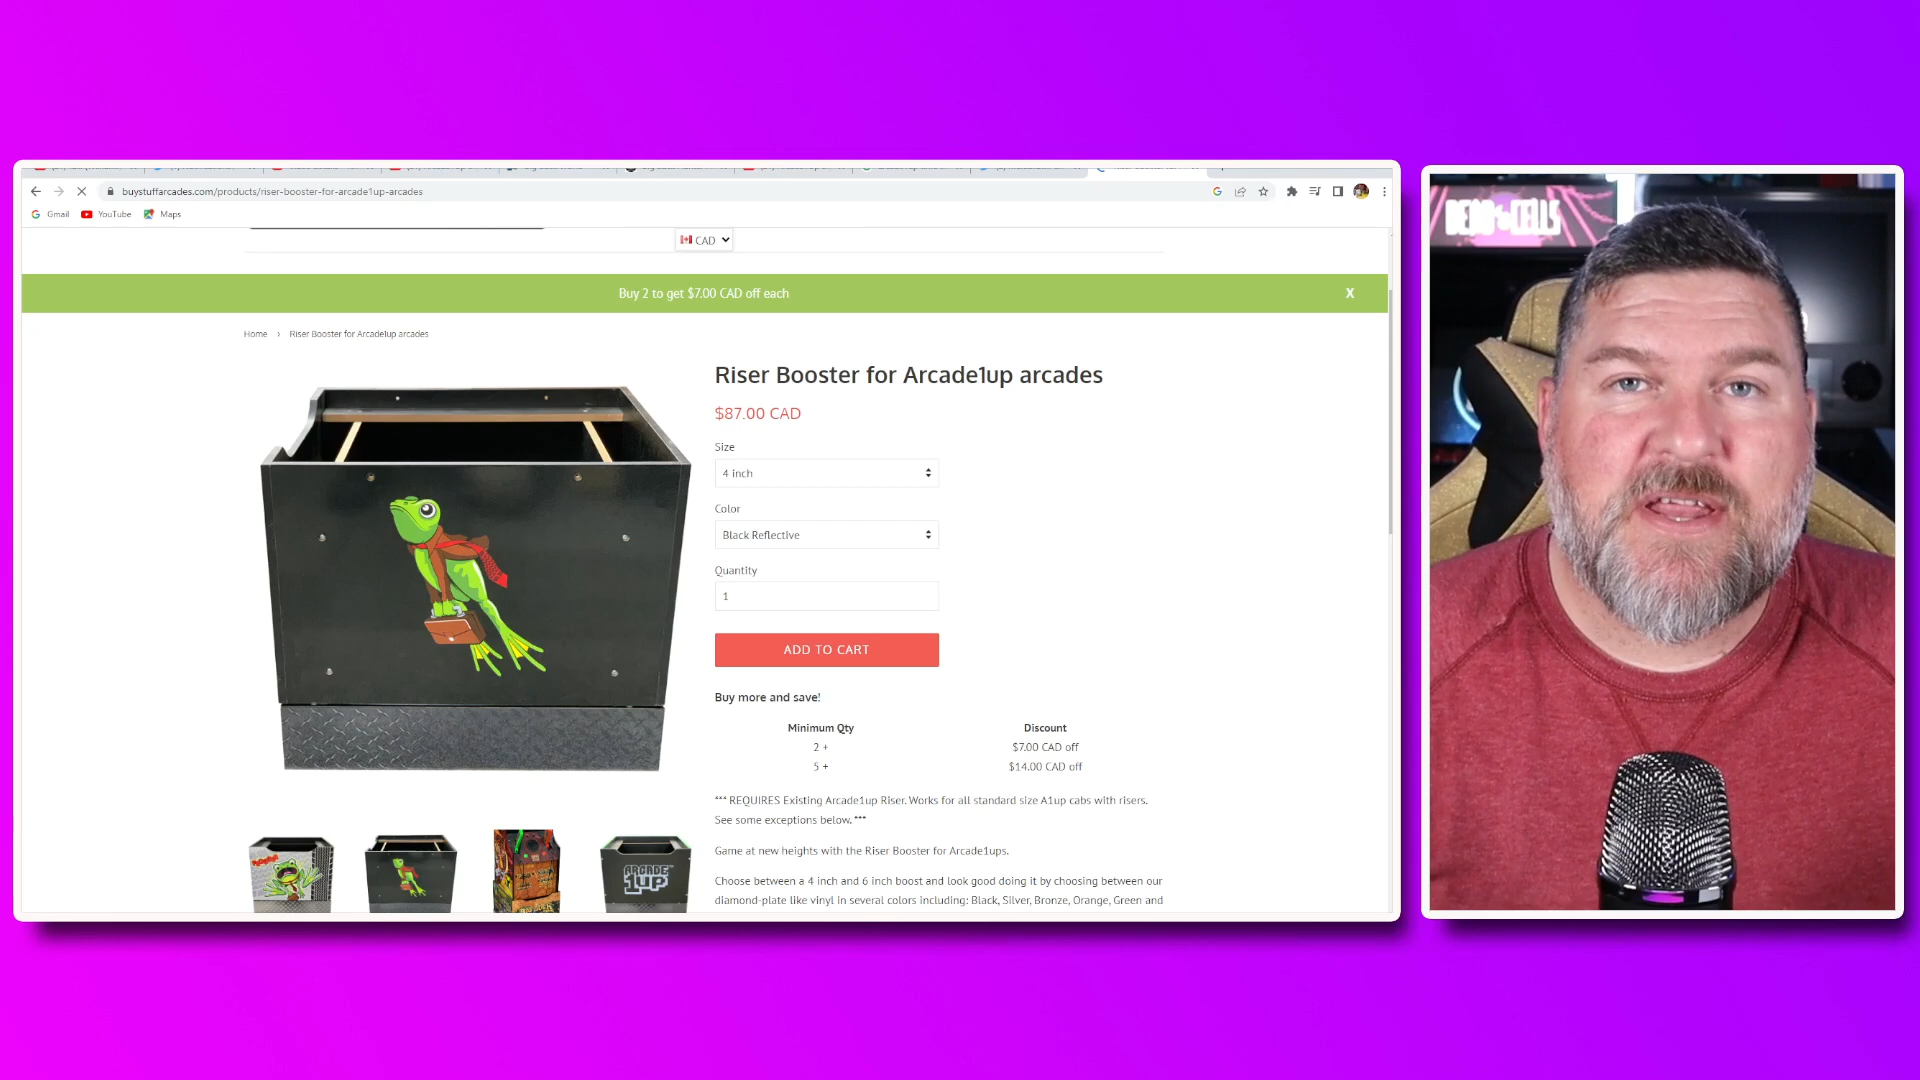 buystuffarcades.com/products/riser-booster-for-arcade1up-arcades
Gmail YouTube Maps
CAD
Buy 2 to get $7.00 CAD off each X
Home › Riser Booster for Arcade1up arcades
Riser Booster for Arcade1up arcades
$87.00 CAD
Size
4 inch
Color
Black Reflective
Quantity
1
ADD TO CART
Buy more and save!
Minimum Qty Discount
2 + $7.00 CAD off
5 + $14.00 CAD off
*** REQUIRES Existing Arcade1up Riser. Works for all standard size A1up cabs with risers.
See some exceptions below. ***
Game at new heights with the Riser Booster for Arcade1ups.
Choose between a 4 inch and 6 inch boost and look good doing it by choosing between our
diamond-plate like vinyl in several colors including: Black, Silver, Bronze, Orange, Green and
ARCADE
1UP
DEAD CELLS